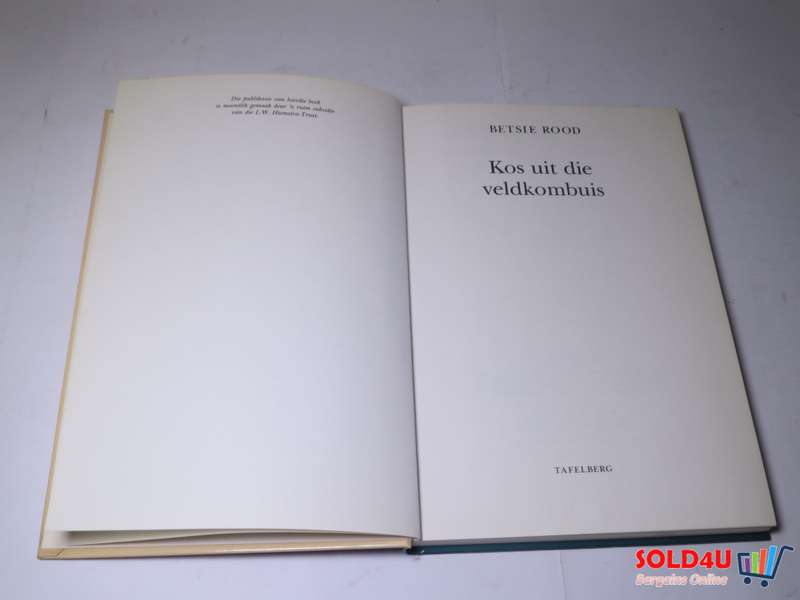 Die publikasie van hierdie boek
is moontlik gemaak deur 'n ruim subsidie
van die L.W. Hiemstra-Trust.
BETSIE ROOD
Kos uit die
veldkombuis
TAFELBERG
SOLD4U
Bargains Online